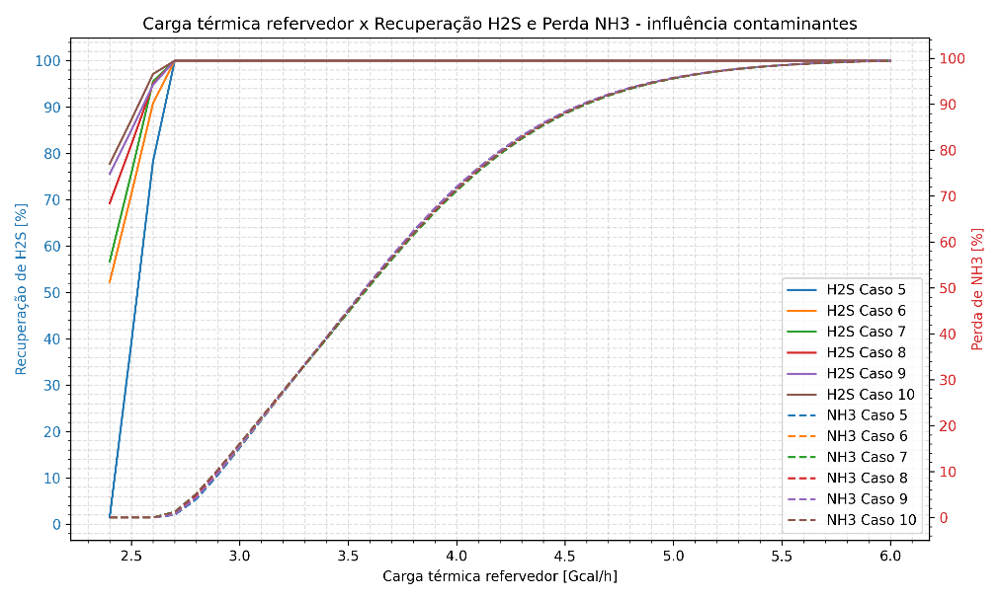 Carga térmica refervedor x Recuperação H2S e Perda NH3 - influência contaminantes
Recuperação de H2S [%]
100
90
80
70
60
50
40
30
20
10
0
2.5
3.0
3.5
4.0
4.5
5.0
5.5
6.0
Carga térmica refervedor [Gcal/h]
100
90
80
70
60
50
40
30
20
10
0
Perda de NH3 [%]
H2S Caso 5
H2S Caso 6
H2S Caso 7
H2S Caso 8
H2S Caso 9
H2S Caso 10
NH3 Caso 5
NH3 Caso 6
NH3 Caso 7
NH3 Caso 8
NH3 Caso 9
NH3 Caso 10